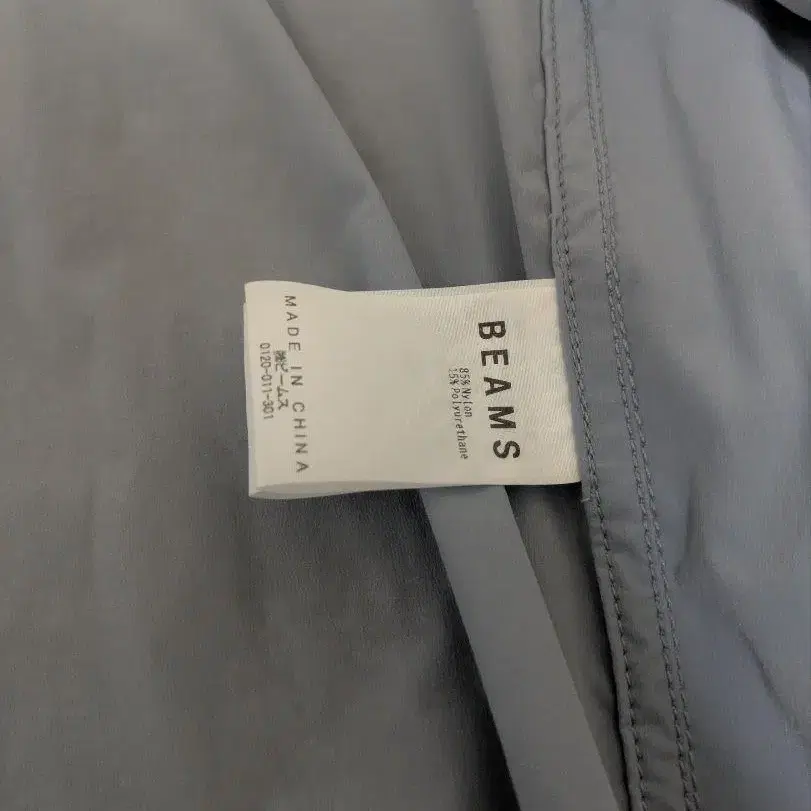 BEAMS
85% Nylon
15% Polyurethane
MADE IN CHINA
㈱ビームス
0120-011-301